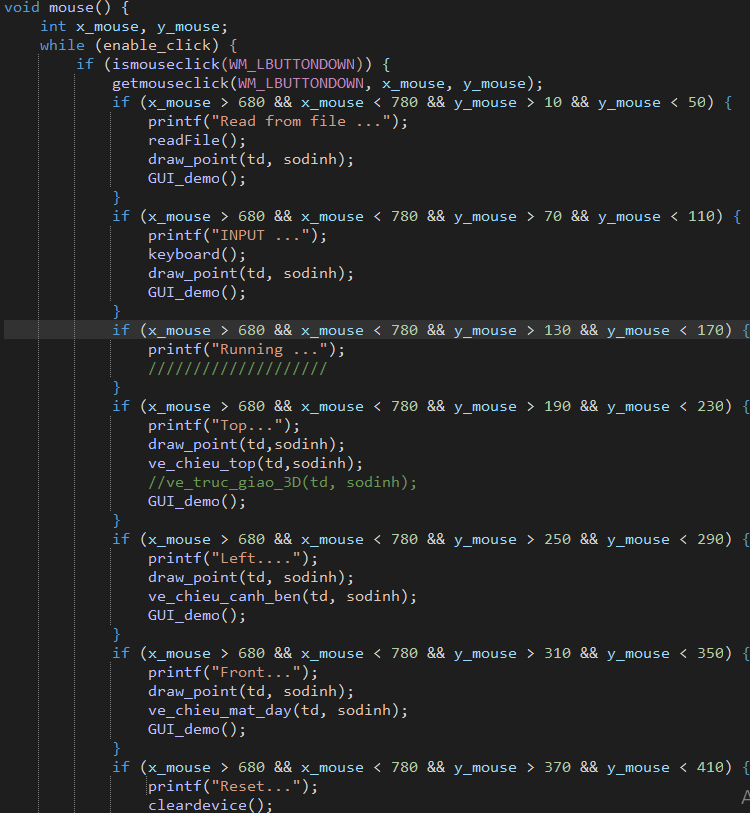 void mouse() {
    int x_mouse, y_mouse;
    while (enable_click) {
        if (ismouseclick(WM_LBUTTONDOWN)) {
            getmouseclick(WM_LBUTTONDOWN, x_mouse, y_mouse);
            if (x_mouse > 680 && x_mouse < 780 && y_mouse > 10 && y_mouse < 50) {
                printf("Read from file ...");
                readFile();
                draw_point(td, sodinh);
                GUI_demo();
            }
            if (x_mouse > 680 && x_mouse < 780 && y_mouse > 70 && y_mouse < 110) {
                printf("INPUT ...");
                keyboard();
                draw_point(td, sodinh);
                GUI_demo();
            }
            if (x_mouse > 680 && x_mouse < 780 && y_mouse > 130 && y_mouse < 170) {
                printf("Running ...");
                ////////////////////
            }
            if (x_mouse > 680 && x_mouse < 780 && y_mouse > 190 && y_mouse < 230) {
                printf("Top...");
                draw_point(td,sodinh);
                ve_chieu_top(td,sodinh);
                //ve_truc_giao_3D(td, sodinh);
                GUI_demo();
            }
            if (x_mouse > 680 && x_mouse < 780 && y_mouse > 250 && y_mouse < 290) {
                printf("Left....");
                draw_point(td, sodinh);
                ve_chieu_canh_ben(td, sodinh);
                GUI_demo();
            }
            if (x_mouse > 680 && x_mouse < 780 && y_mouse > 310 && y_mouse < 350) {
                printf("Front...");
                draw_point(td, sodinh);
                ve_chieu_mat_day(td, sodinh);
                GUI_demo();
            }
            if (x_mouse > 680 && x_mouse < 780 && y_mouse > 370 && y_mouse < 410) {
                printf("Reset...");
                cleardevice();